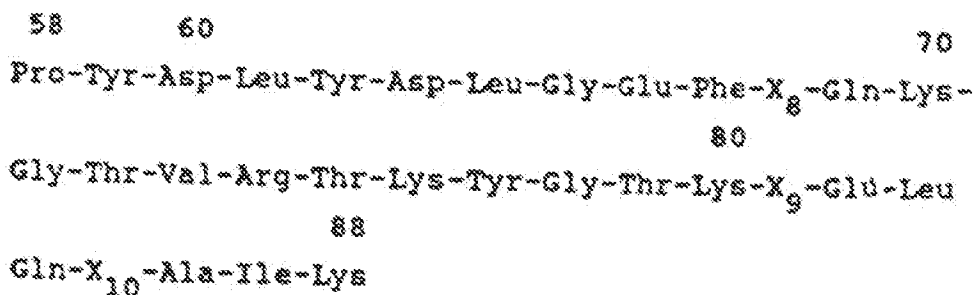 58 60 70
Pro-Tyr-Asp-Leu-Tyr-Asp-Leu-Gly-Glu-Phe-X8-Gln-Lys-
80
Gly-Thr-Val-Arg-Thr-Lys-Tyr-Gly-Thr-Lys-X9-Glu-Leu
88
Gln-X10-Ala-Ile-Lys